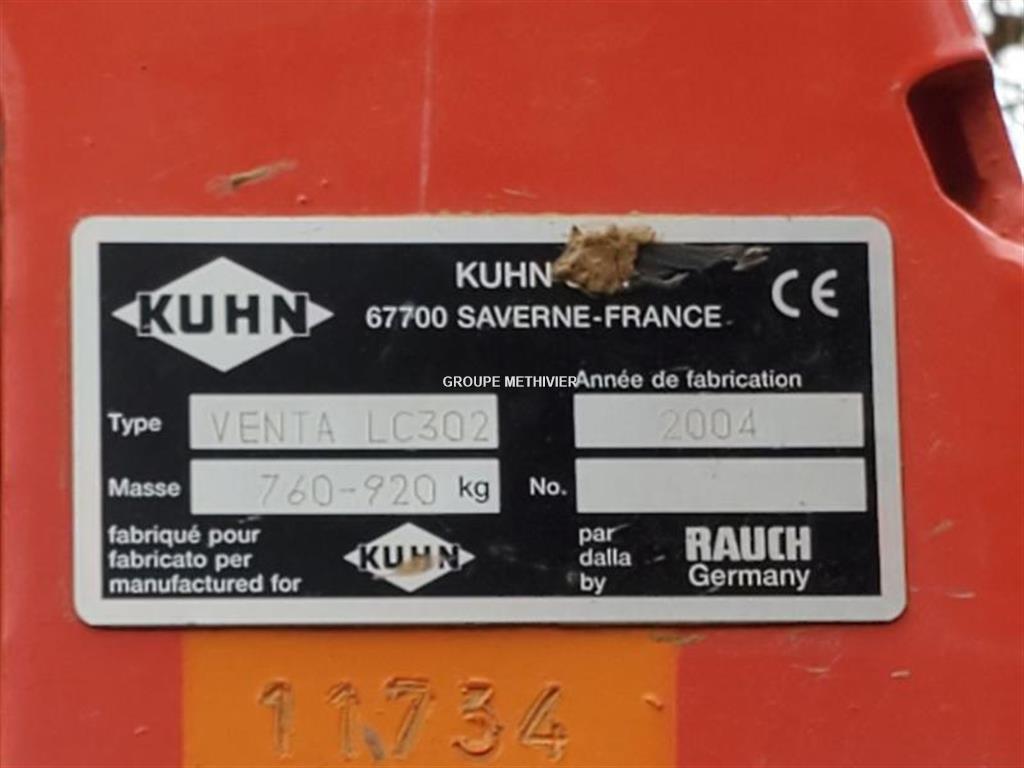 KUHN
KUHN
67700 SAVERNE-FRANCE
CE
GROUPE METHIVIER
Année de fabrication
Type VENTA LC302 2004
Masse 760-920 kg No.
fabriqué pour
fabricato per
manufactured for
KUHN
par
dalla
by
RAUCH
Germany
11734